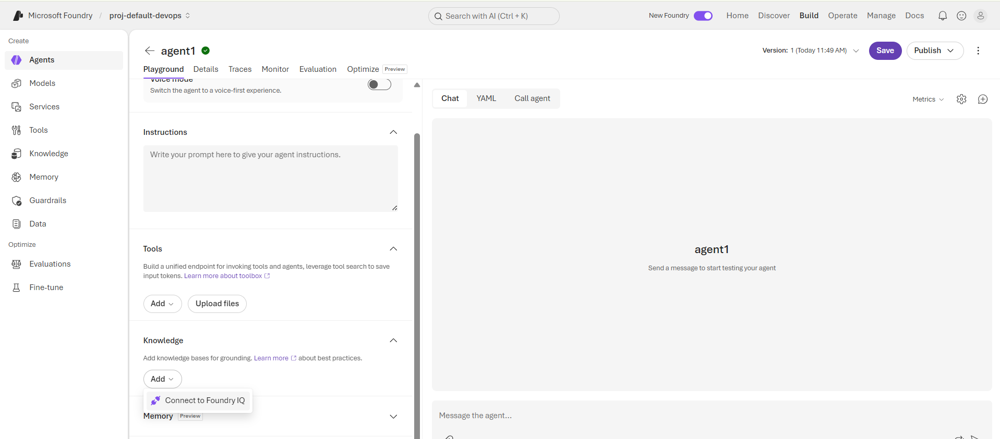 Microsoft Foundry / proj-default-devops
Search with AI (Ctrl + K)
New Foundry
Home Discover Build Operate Manage Docs
Create
Agents
Models
Services
Tools
Knowledge
Memory
Guardrails
Data
Optimize
Evaluations
Fine-tune
agent1
Version: 1 (Today 11:49 AM)
Save
Publish
Playground Details Traces Monitor Evaluation Optimize Preview
Voice mode
Switch the agent to a voice-first experience.
Instructions
Write your prompt here to give your agent instructions.
Tools
Build a unified endpoint for invoking tools and agents, leverage tool search to save
input tokens. Learn more about toolbox
Add
Upload files
Knowledge
Add knowledge bases for grounding. Learn more about best practices.
Add
Connect to Foundry IQ
Memory Preview
Chat YAML Call agent
Metrics
agent1
Send a message to start testing your agent
Message the agent...